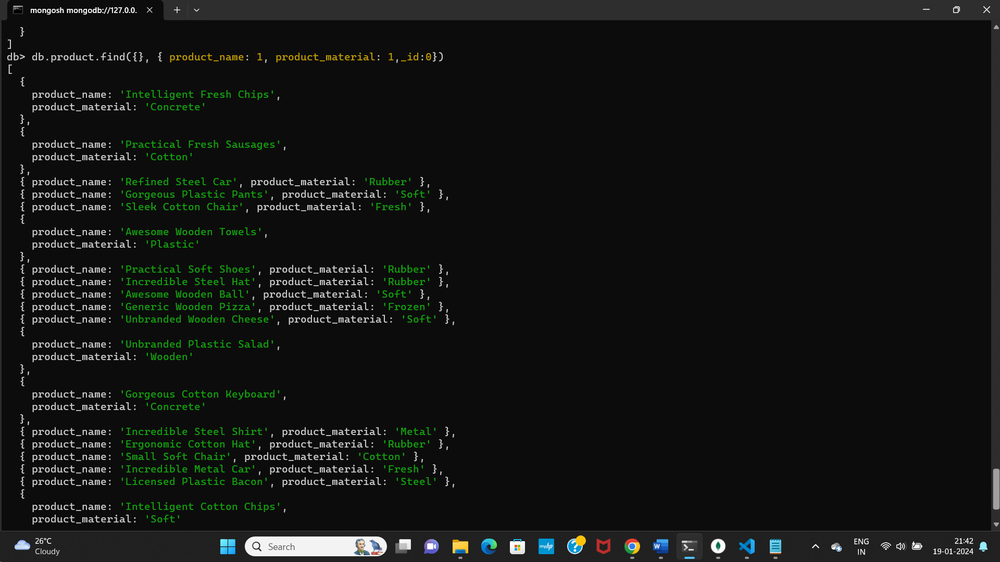 mongosh mongodb://127.0.0.
  }
]
db> db.product.find({}, { product_name: 1, product_material: 1,_id:0})
[
  {
    product_name: 'Intelligent Fresh Chips',
    product_material: 'Concrete'
  },
  {
    product_name: 'Practical Fresh Sausages',
    product_material: 'Cotton'
  },
  { product_name: 'Refined Steel Car', product_material: 'Rubber' },
  { product_name: 'Gorgeous Plastic Pants', product_material: 'Soft' },
  { product_name: 'Sleek Cotton Chair', product_material: 'Fresh' },
  {
    product_name: 'Awesome Wooden Towels',
    product_material: 'Plastic'
  },
  { product_name: 'Practical Soft Shoes', product_material: 'Rubber' },
  { product_name: 'Incredible Steel Hat', product_material: 'Rubber' },
  { product_name: 'Awesome Wooden Ball', product_material: 'Soft' },
  { product_name: 'Generic Wooden Pizza', product_material: 'Frozen' },
  { product_name: 'Unbranded Wooden Cheese', product_material: 'Soft' },
  {
    product_name: 'Unbranded Plastic Salad',
    product_material: 'Wooden'
  },
  {
    product_name: 'Gorgeous Cotton Keyboard',
    product_material: 'Concrete'
  },
  { product_name: 'Incredible Steel Shirt', product_material: 'Metal' },
  { product_name: 'Ergonomic Cotton Hat', product_material: 'Rubber' },
  { product_name: 'Small Soft Chair', product_material: 'Cotton' },
  { product_name: 'Incredible Metal Car', product_material: 'Fresh' },
  { product_name: 'Licensed Plastic Bacon', product_material: 'Steel' },
  {
    product_name: 'Intelligent Cotton Chips',
    product_material: 'Soft'
26°C
Cloudy
Search
myhp
ENG
IN
21:42
19-01-2024